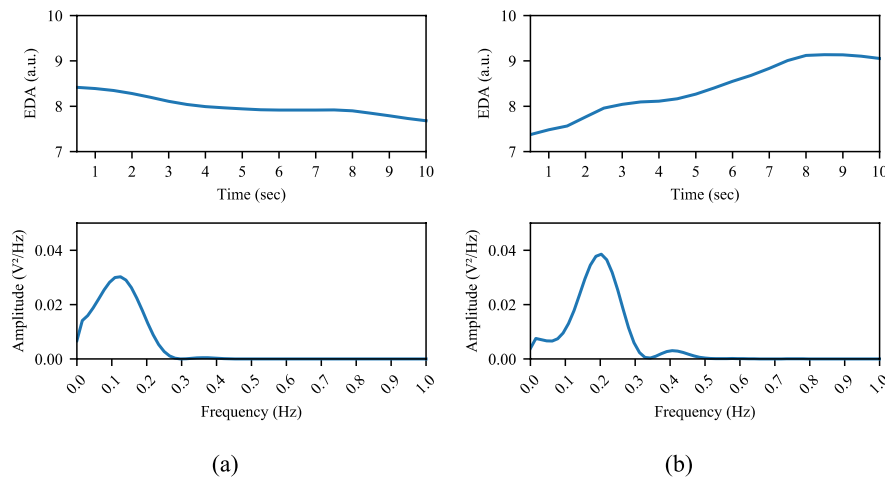 10
9
8
7
EDA (a.u.)
1 2 3 4 5 6 7 8 9 10
Time (sec)
10
9
8
7
EDA (a.u.)
1 2 3 4 5 6 7 8 9 10
Time (sec)
0.04
0.02
0.00
Amplitude (V²/Hz)
0.0 0.1 0.2 0.3 0.4 0.5 0.6 0.7 0.8 0.9 1.0
Frequency (Hz)
0.04
0.02
0.00
Amplitude (V²/Hz)
0.0 0.1 0.2 0.3 0.4 0.5 0.6 0.7 0.8 0.9 1.0
Frequency (Hz)
(a)
(b)